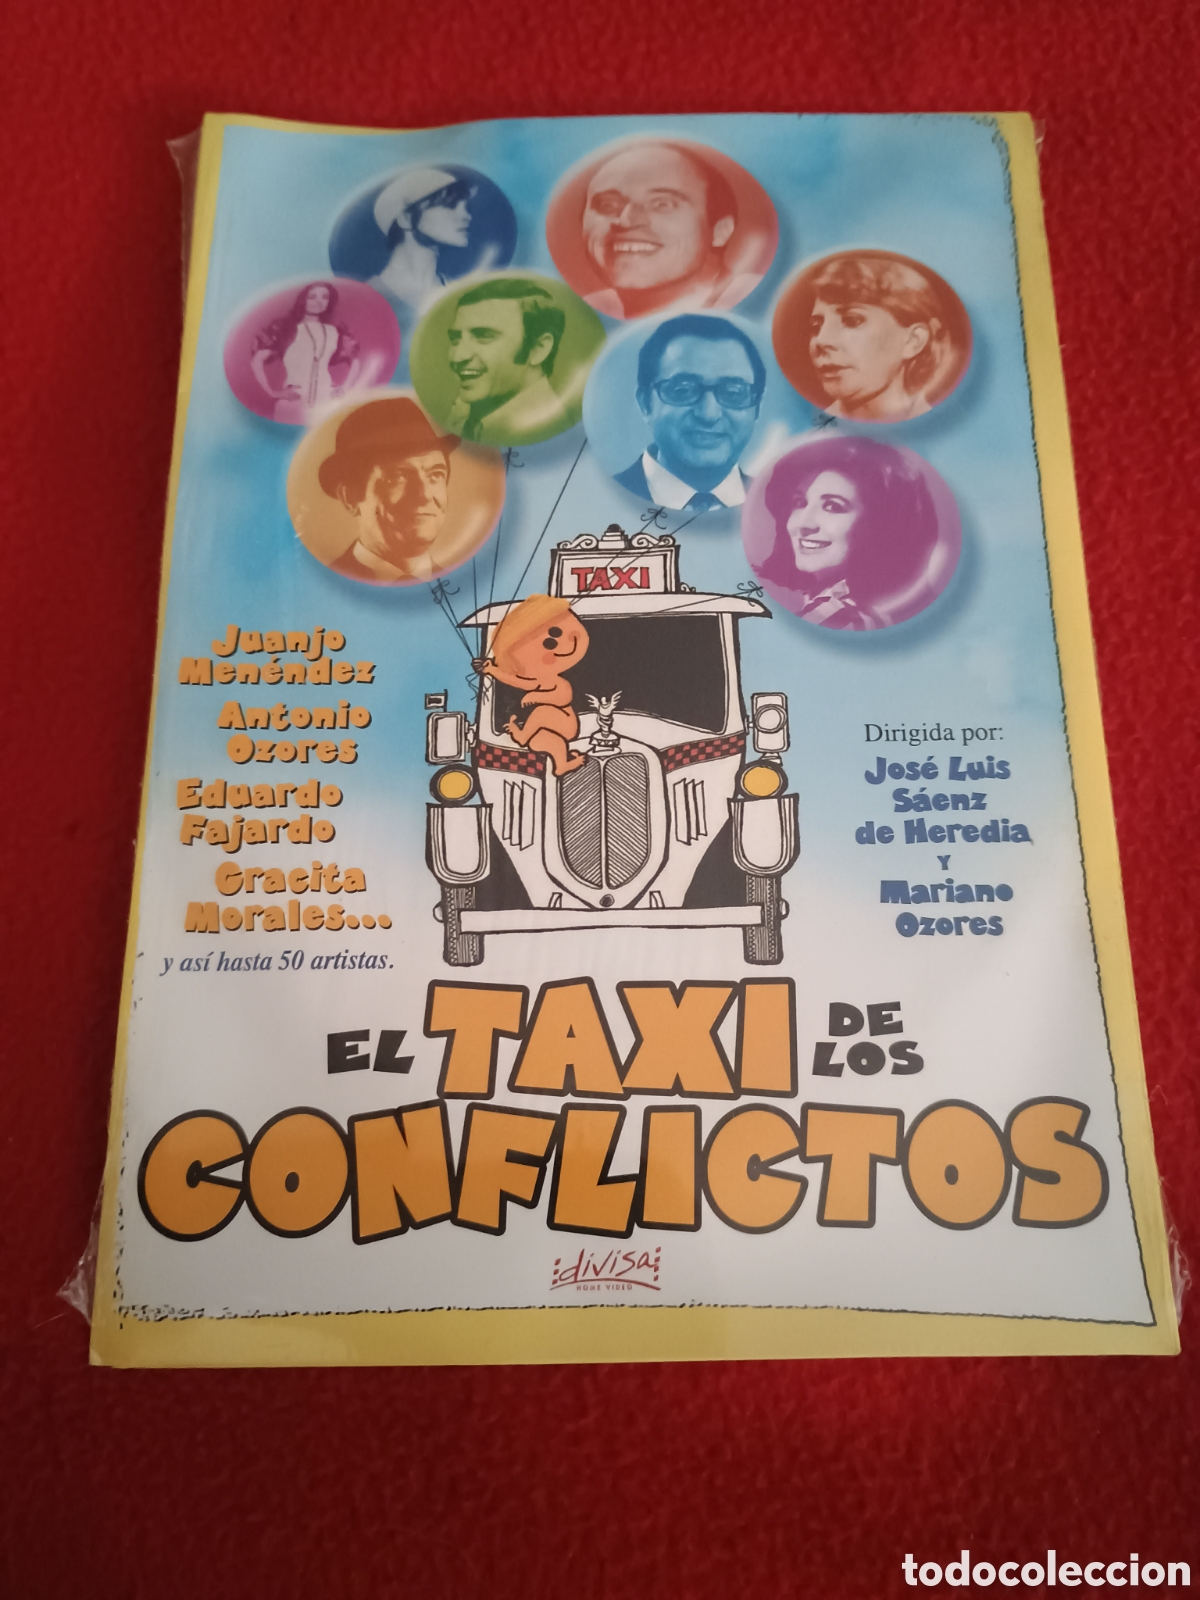 TAXI
Juanjo
Menéndez
Antonio
Ozores
Eduardo
Fajardo
Gracita
Morales...
y así hasta 50 artistas.
Dirigida por:
José Luis
Sáenz
de Heredia
Y
Mariano
Ozores
EL TAXI DE LOS
CONFLICTOS
divisa
HOME VIDEO
todocoleccion